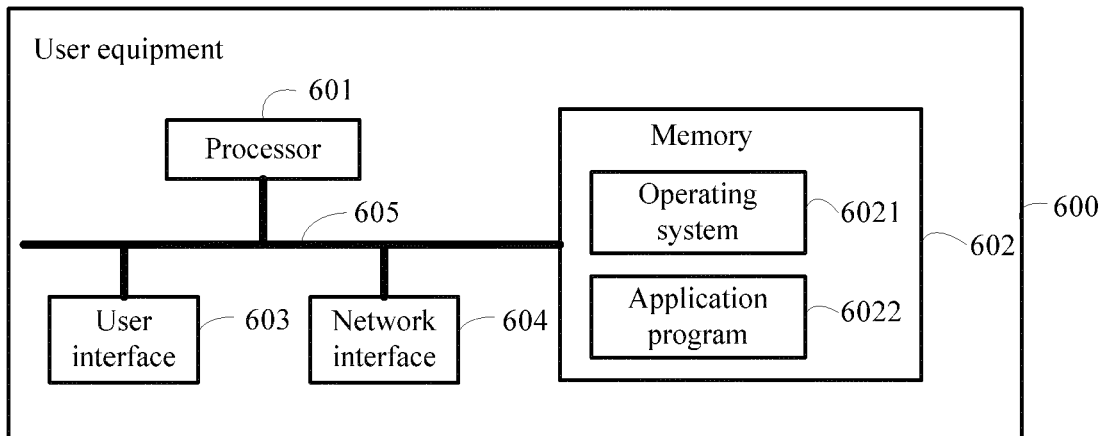 User equipment
601
Processor
Memory
Operating
system
6021
600
605
602
User
interface
603
Network
interface
604
Application
program
6022